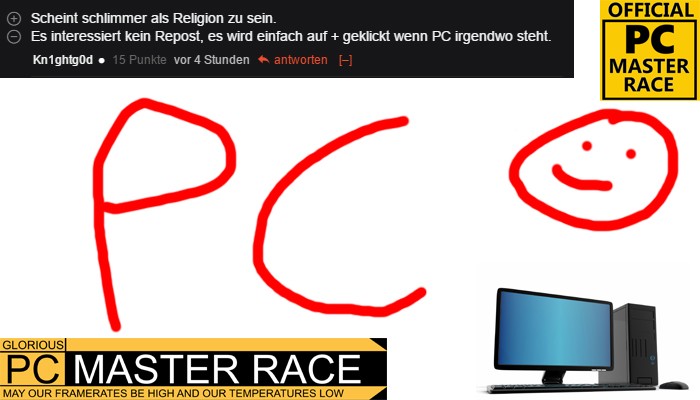 Scheint schlimmer als Religion zu sein.
Es interessiert kein Repost, es wird einfach auf + geklickt wenn PC irgendwo steht.
Kn1ghtg0d ● 15 Punkte vor 4 Stunden antworten [–]
OFFICIAL
PC
MASTER
RACE
PC
GLORIOUS
PC MASTER RACE
MAY OUR FRAMERATES BE HIGH AND OUR TEMPERATURES LOW